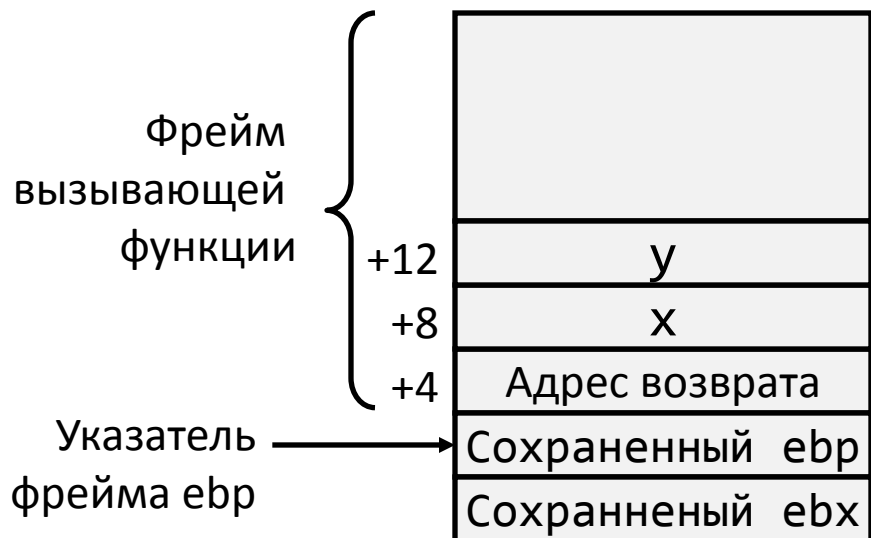 Фрейм
вызывающей
функции
+12
y
+8
x
+4
Адрес возврата
Указатель
фрейма ebp
Сохраненный ebp
Сохранненый ebx